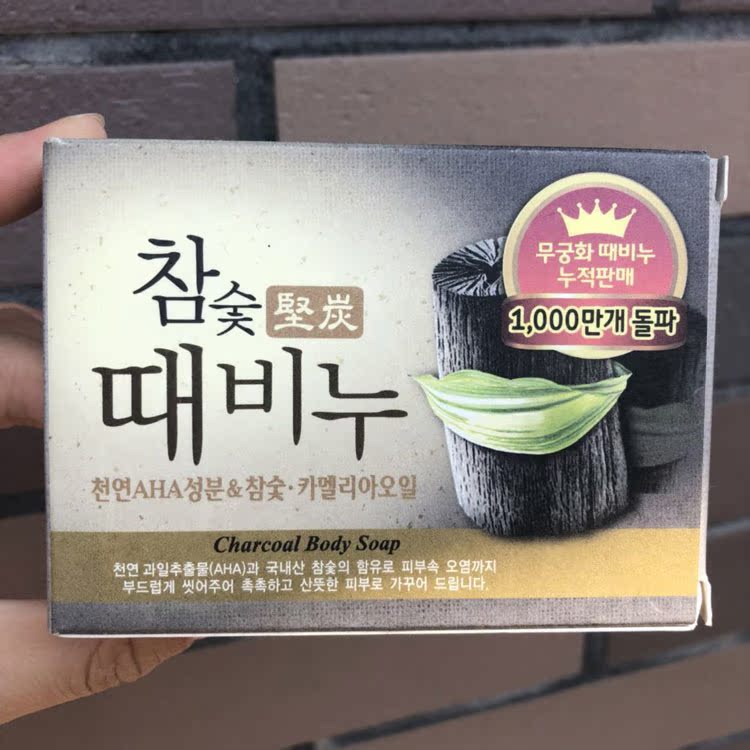 무궁화 때비누
누적판매
1,000만개 돌파
참숯 堅炭
때비누
천연AHA성분&참숯·카멜리아오일
Charcoal Body Soap
천연 과일추출물(AHA)과 국내산 참숯의 함유로 피부속 오염까지
부드럽게 씻어주어 촉촉하고 산뜻한 피부로 가꾸어 드립니다.